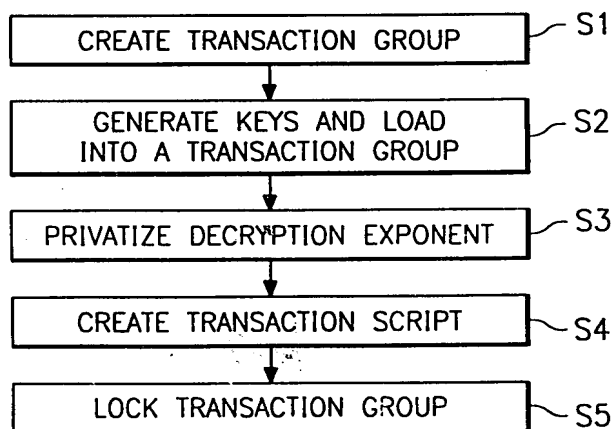 CREATE TRANSACTION GROUP
S1
GENERATE KEYS AND LOAD
INTO A TRANSACTION GROUP
S2
PRIVATIZE DECRYPTION EXPONENT
S3
CREATE TRANSACTION SCRIPT
S4
LOCK TRANSACTION GROUP
S5